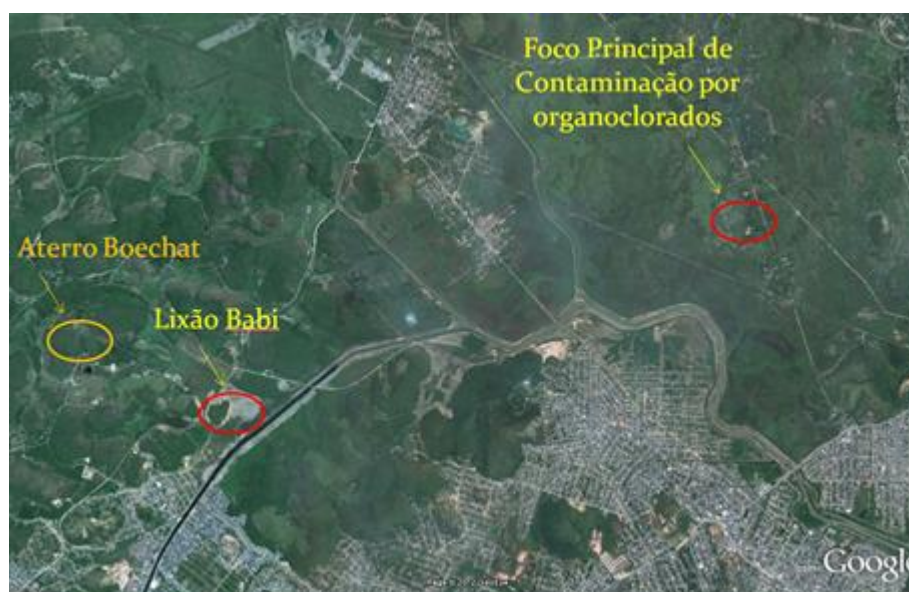 Foco Principal de
Contaminação por
organoclorados
Aterro Boechat
Lixão Babi
Google